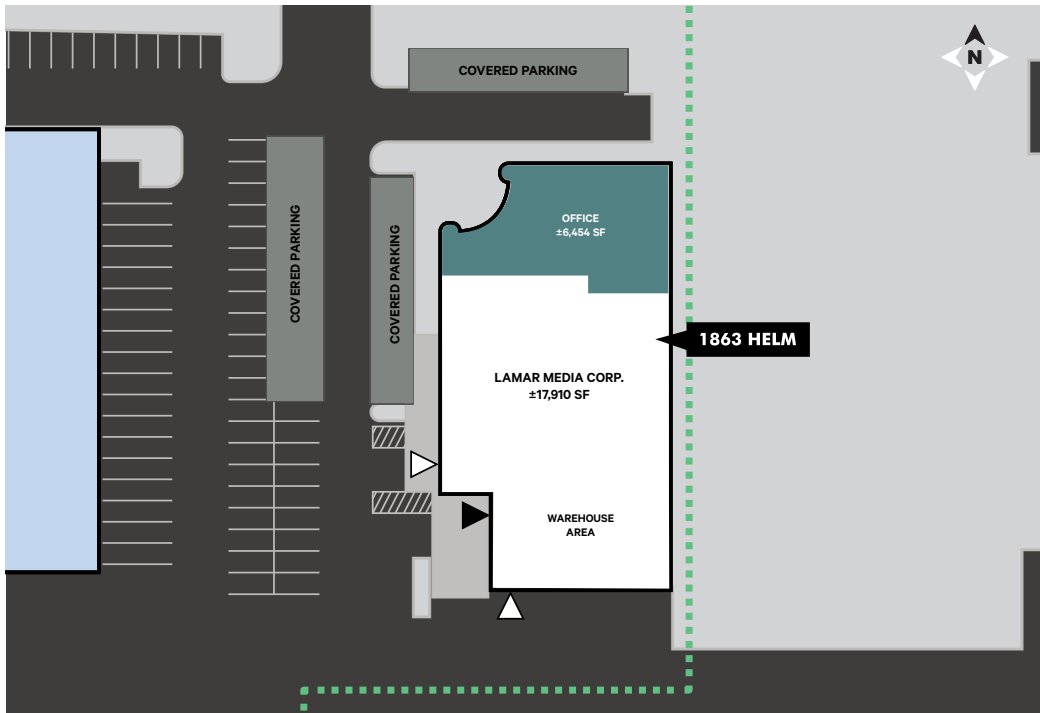 COVERED PARKING
N
COVERED PARKING
COVERED PARKING
OFFICE
±6,454 SF
1863 HELM
LAMAR MEDIA CORP.
±17,910 SF
WAREHOUSE
AREA